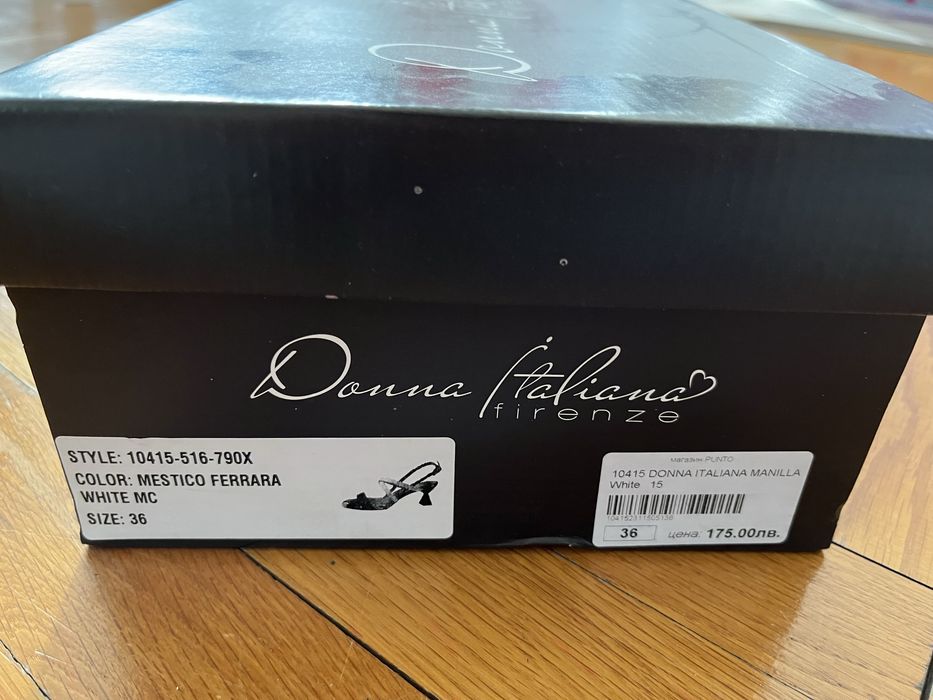 Donna Italiana
firenze
STYLE: 10415-516-790X
COLOR: MESTICO FERRARA
WHITE MC
SIZE: 36
магазин PUNTO
10415 DONNA ITALIANA MANILLA
White 15
36 цена: 175.00лв.